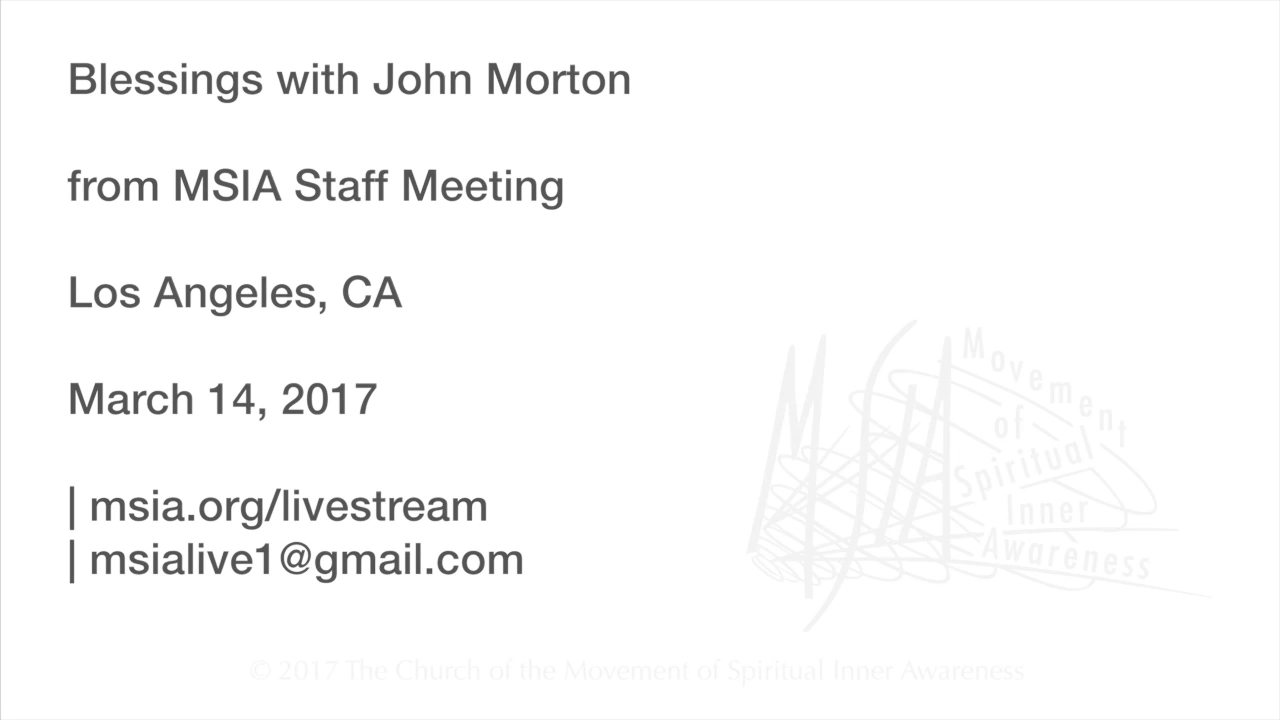 Blessings with John Morton
from MSIA Staff Meeting
Los Angeles, CA
March 14, 2017
| msia.org/livestream
| msialive1@gmail.com
MSIA
Movement
of
Spiritual
Inner
Awareness
© 2017 The Church of the Movement of Spiritual Inner Awareness